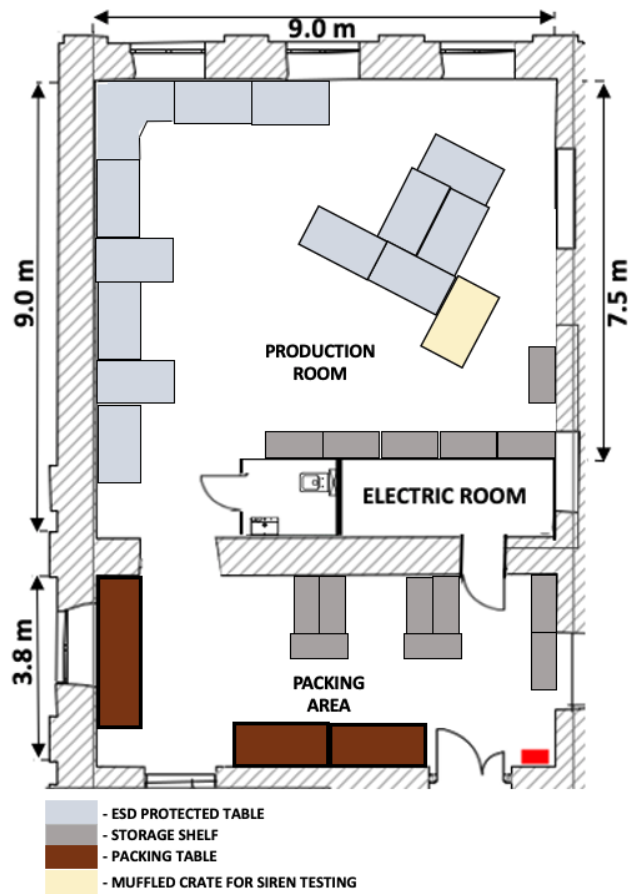 9.0 m
9.0 m
7.5 m
PRODUCTION
ROOM
ELECTRIC ROOM
3.8 m
PACKING
AREA
- ESD PROTECTED TABLE
- STORAGE SHELF
- PACKING TABLE
- MUFFLED CRATE FOR SIREN TESTING